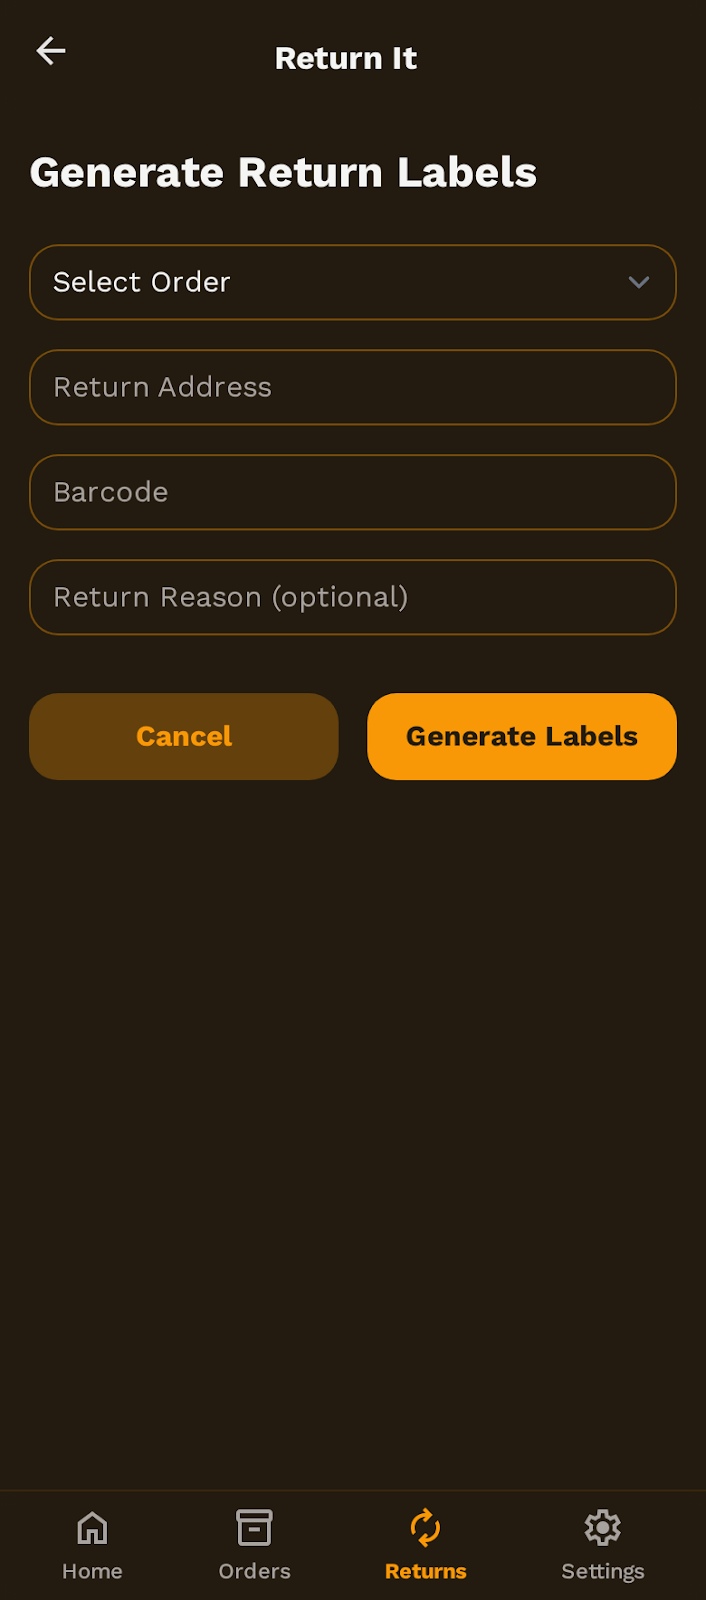 Return It
Generate Return Labels
Select Order
Return Address
Barcode
Return Reason (optional)
Cancel
Generate Labels
Home
Orders
Returns
Settings